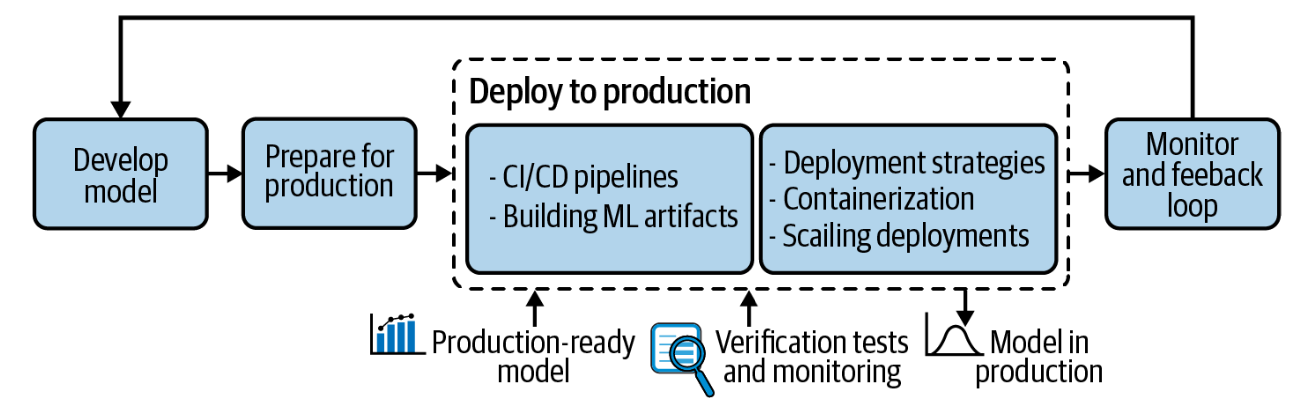 Deploy to production
Develop
model
Prepare for
production
- CI/CD pipelines
- Building ML artifacts
- Deployment strategies
- Containerization
- Scailing deployments
Monitor
and feeback
loop
Production-ready
model
Verification tests
and monitoring
Model in
production